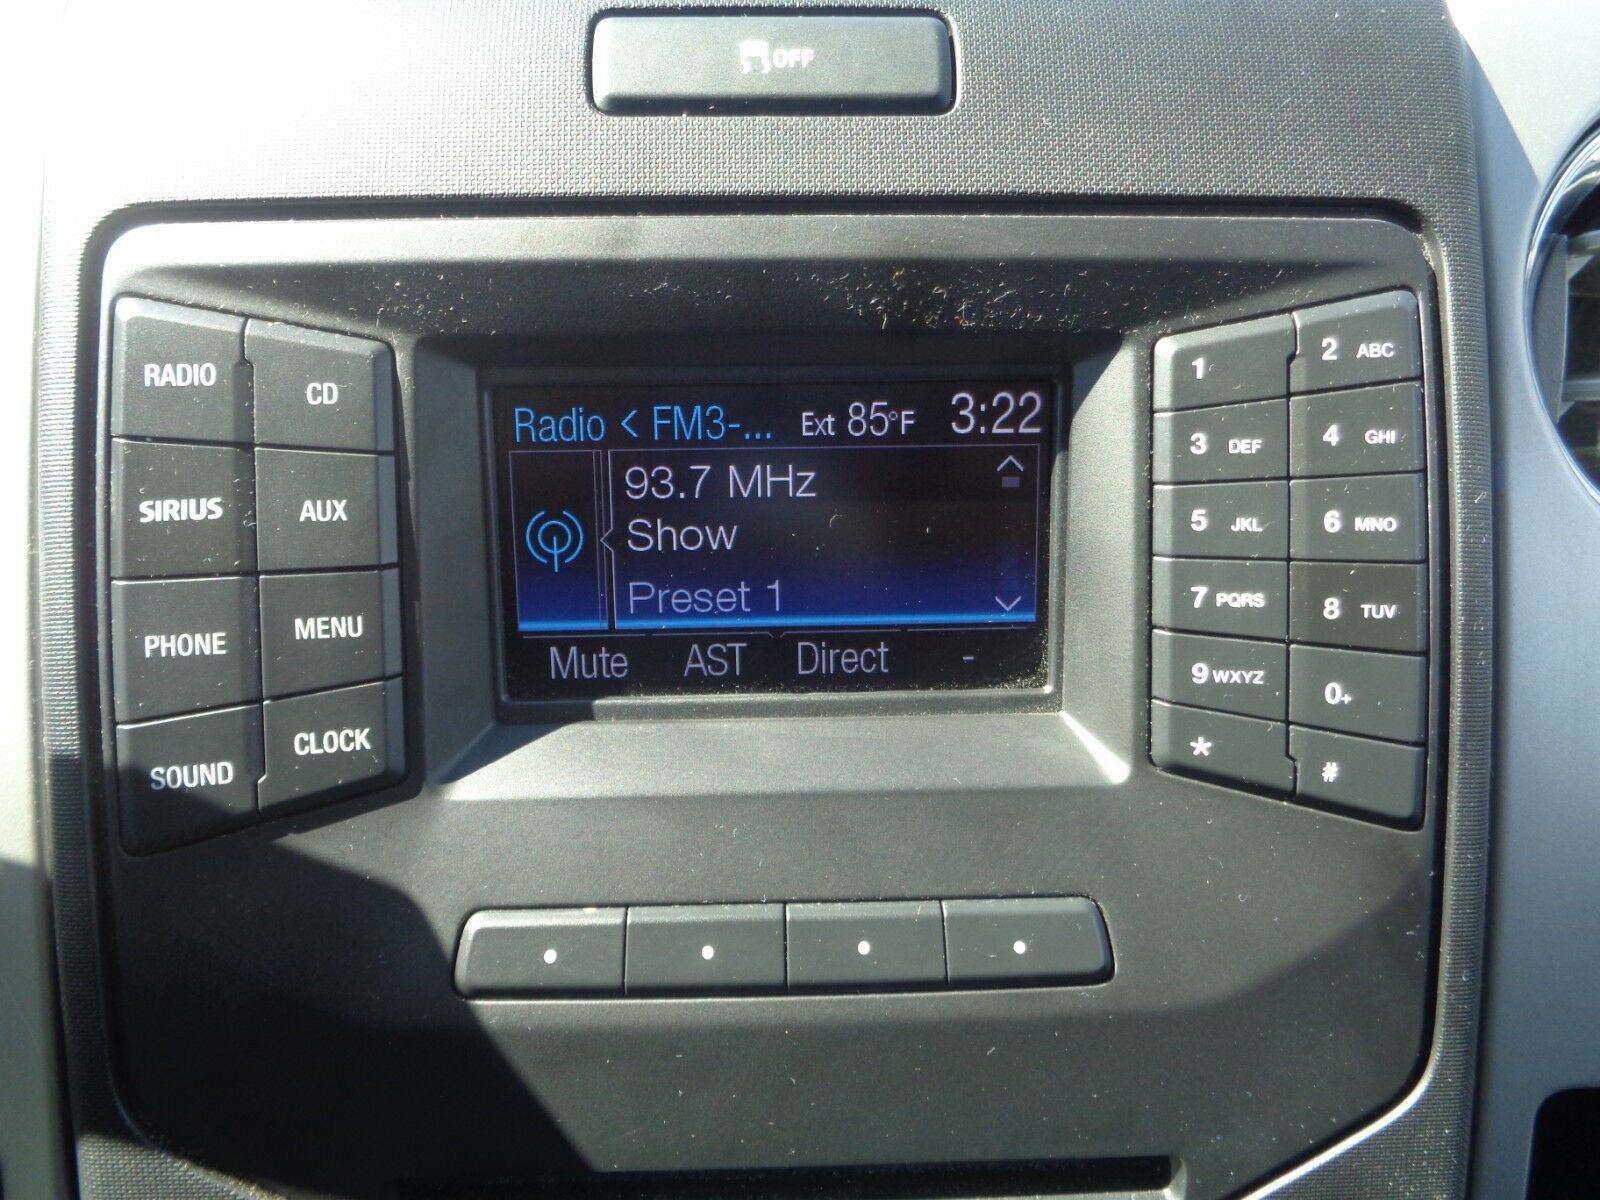 OFF
RADIO
CD
SIRIUS
AUX
PHONE
MENU
SOUND
CLOCK
Radio < FM3-... Ext 85°F 3:22
93.7 MHz
Show
Preset 1
Mute AST Direct -
1
2 ABC
3 DEF
4 GHI
5 JKL
6 MNO
7 PQRS
8 TUV
9 WXYZ
0+
*
#